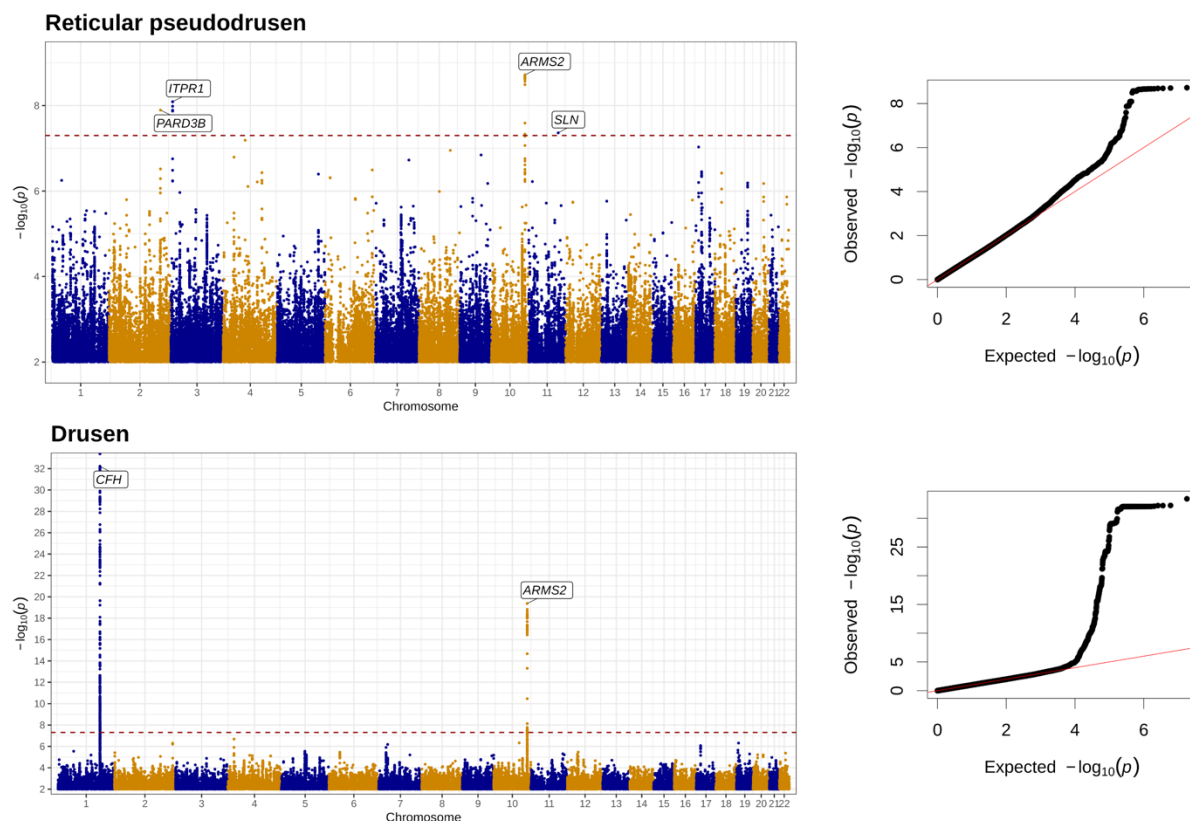 Reticular pseudodrusen
ARMS2
ITPR1
PARD3B
SLN
8
6
4
2
−log10(p)
1 2 3 4 5 6 7 8 9 10 11 12 13 14 15 16 17 18 19 20 21 22
Chromosome
8
6
4
2
0
Observed −log10(p)
0 2 4 6
Expected −log10(p)
Drusen
CFH
ARMS2
32
30
28
26
24
22
20
18
16
14
12
10
8
6
4
2
−log10(p)
1 2 3 4 5 6 7 8 9 10 11 12 13 14 15 16 17 18 19 20 21 22
Chromosome
25
15
5
0
Observed −log10(p)
0 2 4 6
Expected −log10(p)